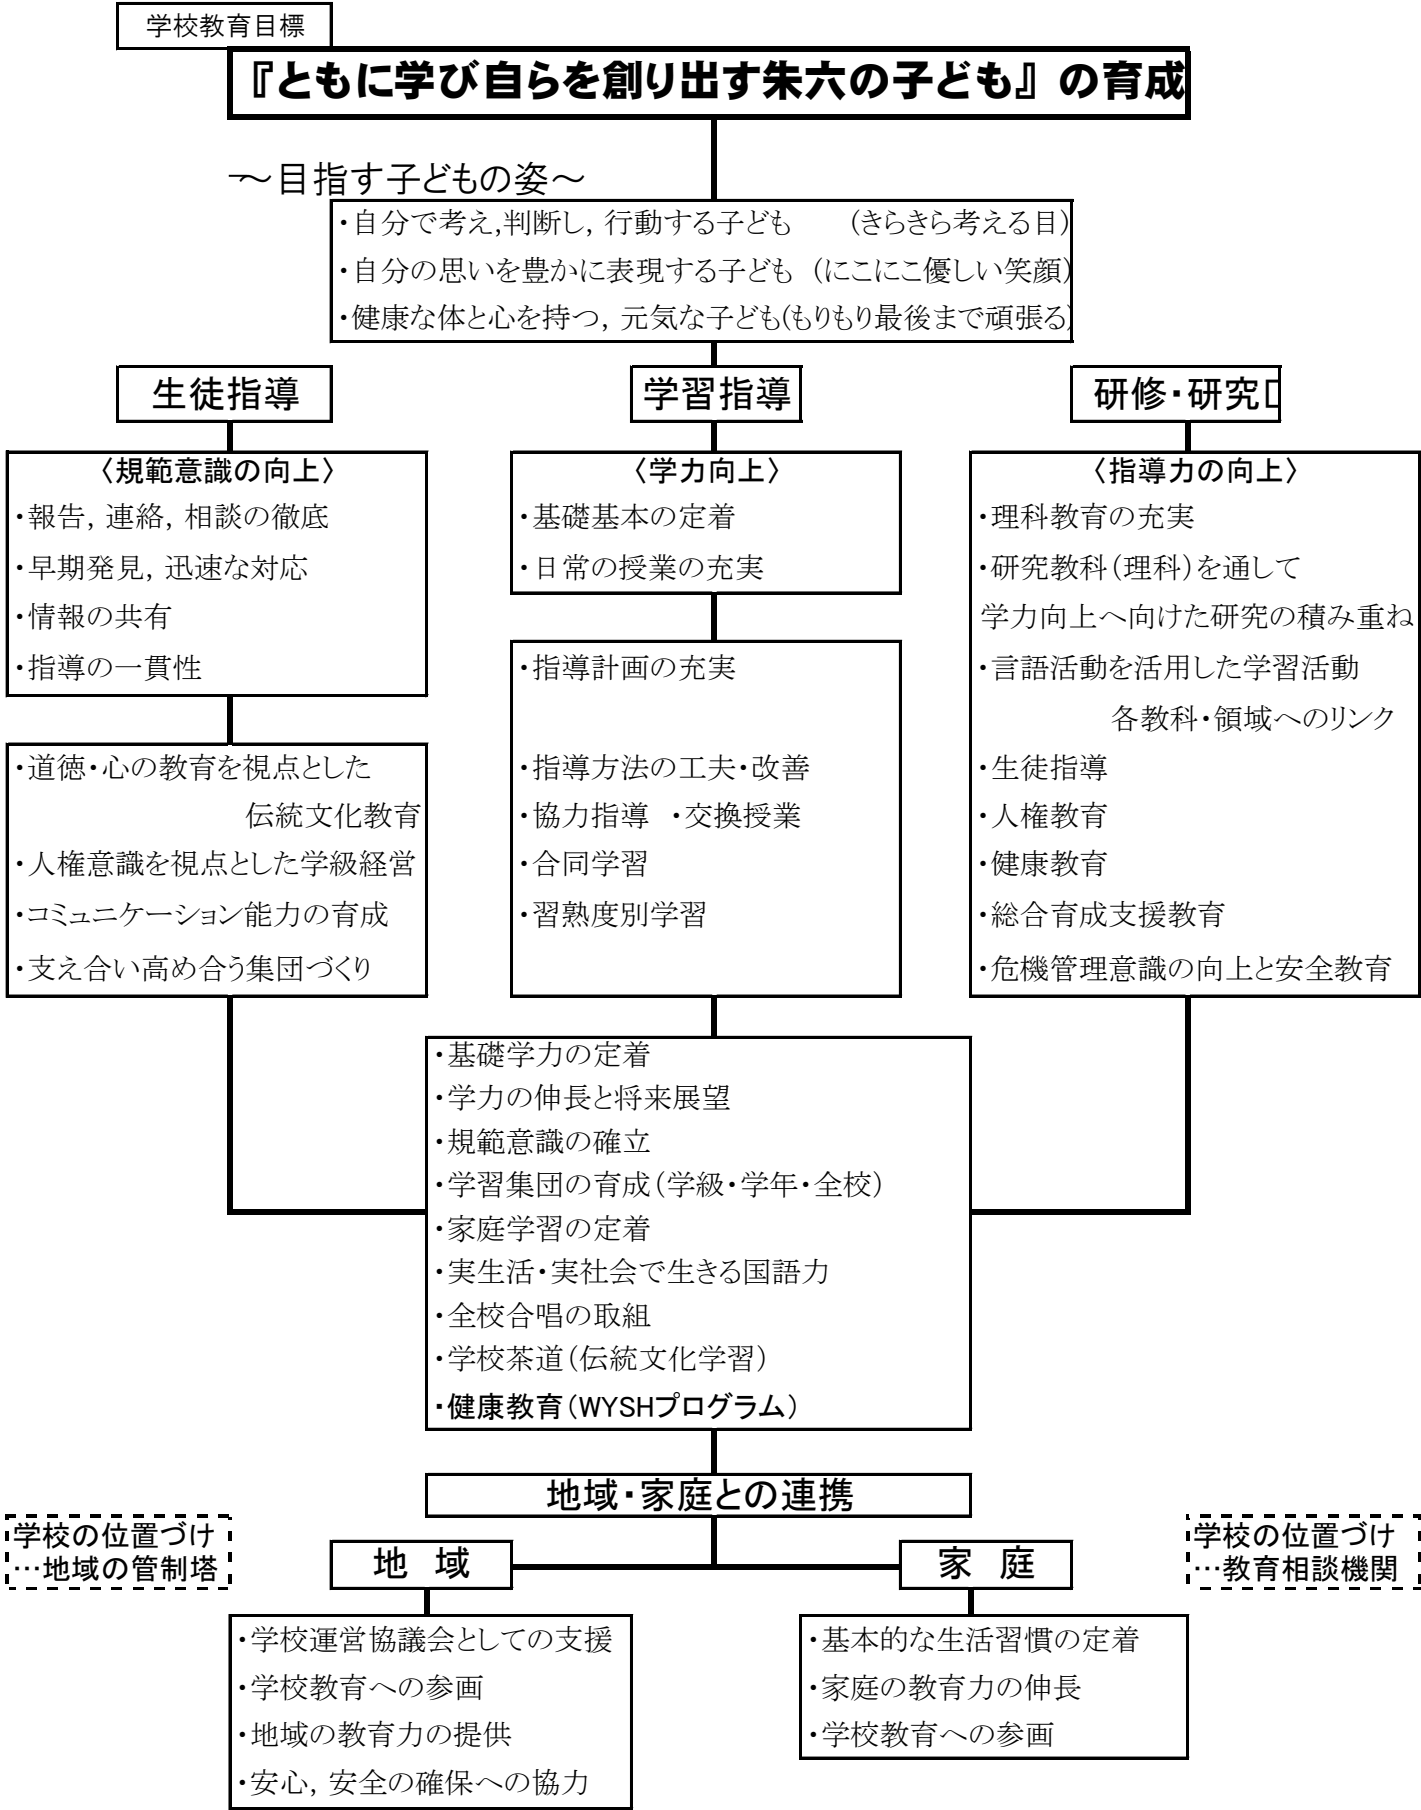 学校教育目標
『ともに学び自らを創り出す朱六の子ども』の育成
～目指す子どもの姿～
・自分で考え,判断し, 行動する子ども　　(きらきら考える目)
・自分の思いを豊かに表現する子ども　(にこにこ優しい笑顔)
・健康な体と心を持つ, 元気な子ども(もりもり最後まで頑張る)
生徒指導
〈規範意識の向上〉
・報告, 連絡, 相談の徹底
・早期発見, 迅速な対応
・情報の共有
・指導の一貫性
・道徳・心の教育を視点とした
伝統文化教育
・人権意識を視点とした学級経営
・コミュニケーション能力の育成
・支え合い高め合う集団づくり
学習指導
〈学力向上〉
・基礎基本の定着
・日常の授業の充実
・指導計画の充実
・指導方法の工夫・改善
・協力指導　・交換授業
・合同学習
・習熟度別学習
研修・研究
〈指導力の向上〉
・理科教育の充実
・研究教科(理科)を通して
学力向上へ向けた研究の積み重ね
・言語活動を活用した学習活動
各教科・領域へのリンク
・生徒指導
・人権教育
・健康教育
・総合育成支援教育
・危機管理意識の向上と安全教育
・基礎学力の定着
・学力の伸長と将来展望
・規範意識の確立
・学習集団の育成(学級・学年・全校)
・家庭学習の定着
・実生活・実社会で生きる国語力
・全校合唱の取組
・学校茶道(伝統文化学習)
・健康教育(WYSHプログラム)
地域・家庭との連携
学校の位置づけ
…地域の管制塔
地　域
・学校運営協議会としての支援
・学校教育への参画
・地域の教育力の提供
・安心, 安全の確保への協力
家　庭
・基本的な生活習慣の定着
・家庭の教育力の伸長
・学校教育への参画
学校の位置づけ
…教育相談機関